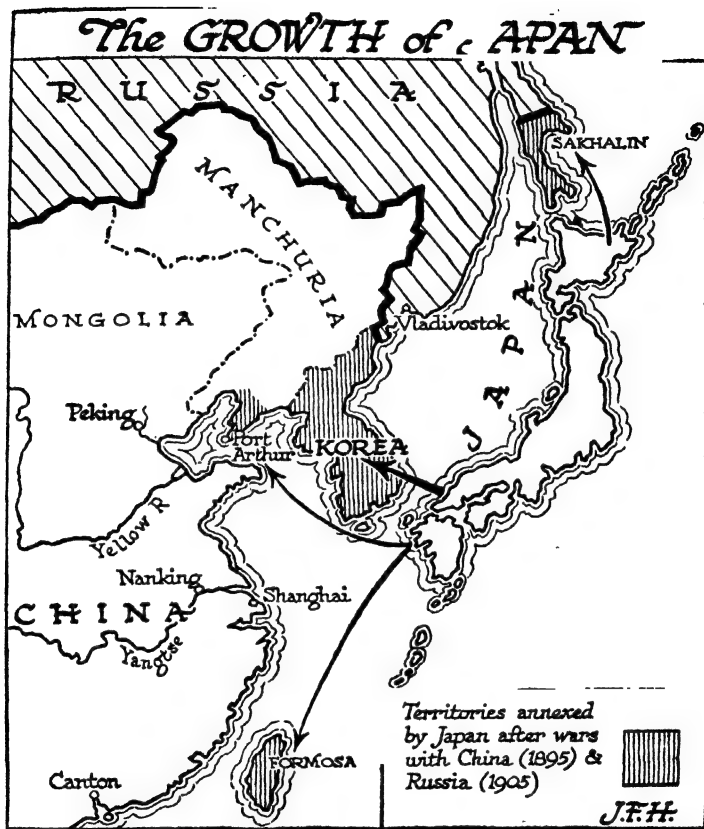 The GROWTH of APAN
RUSSIA
SAKHALIN
MANCHURIA
MONGOLIA
Vladivostok
JAPAN
Peking
Port
Arthur
KOREA
Yellow R
Nanking
Shanghai
CHINA
Yangtse
FORMOSA
Canton
Territories annexed
by Japan after wars
with China (1895) &
Russia (1905)
J.F.H.